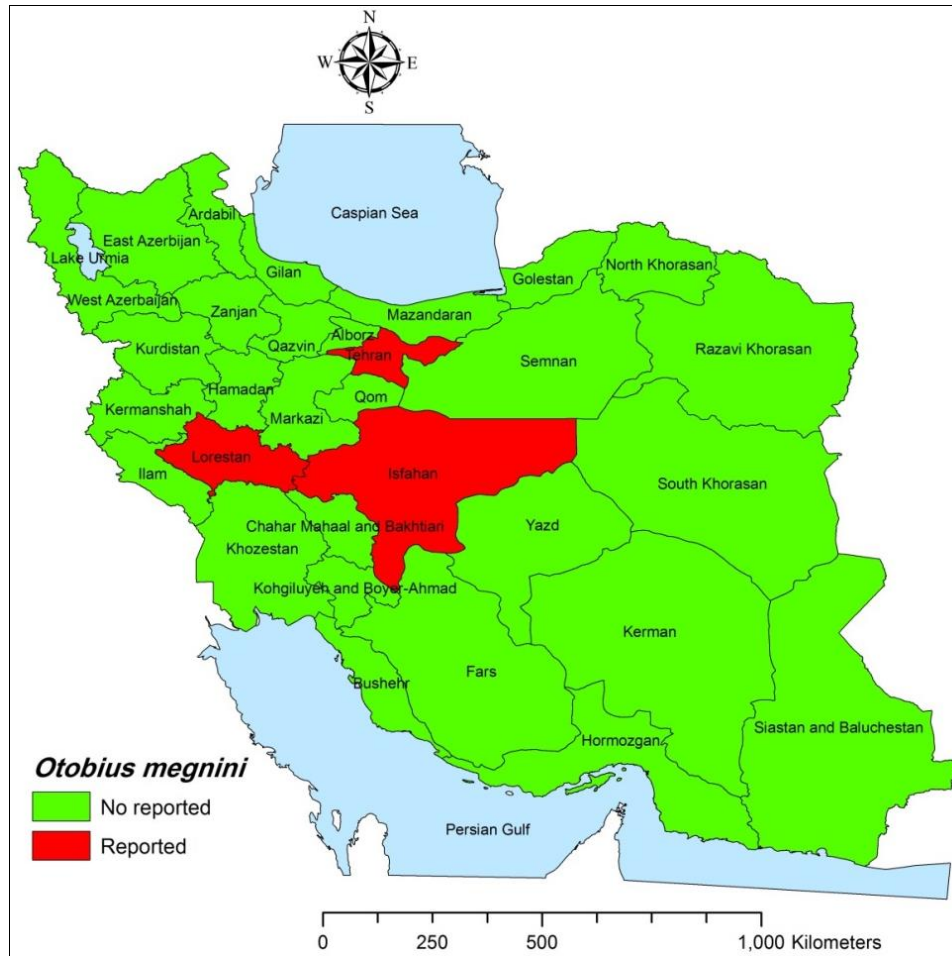 N
W
E
S
Caspian Sea
Ardabil
East Azerbijan
Lake Urmia
Gilan
Golestan
North Khorasan
West Azerbaijan
Zanjan
Mazandaran
Alborz
Qazvin
Tehran
Kurdistan
Semnan
Razavi Khorasan
Hamadan
Qom
Kermanshah
Markazi
Lorestan
Ilam
Isfahan
South Khorasan
Chahar Mahaal and Bakhtiari
Yazd
Khozestan
Kohgiluyeh and Boyer-Ahmad
Kerman
Fars
Bushehr
Siastan and Baluchestan
Hormozgan
Otobius megnini
No reported
Reported
Persian Gulf
0 250 500 1,000 Kilometers